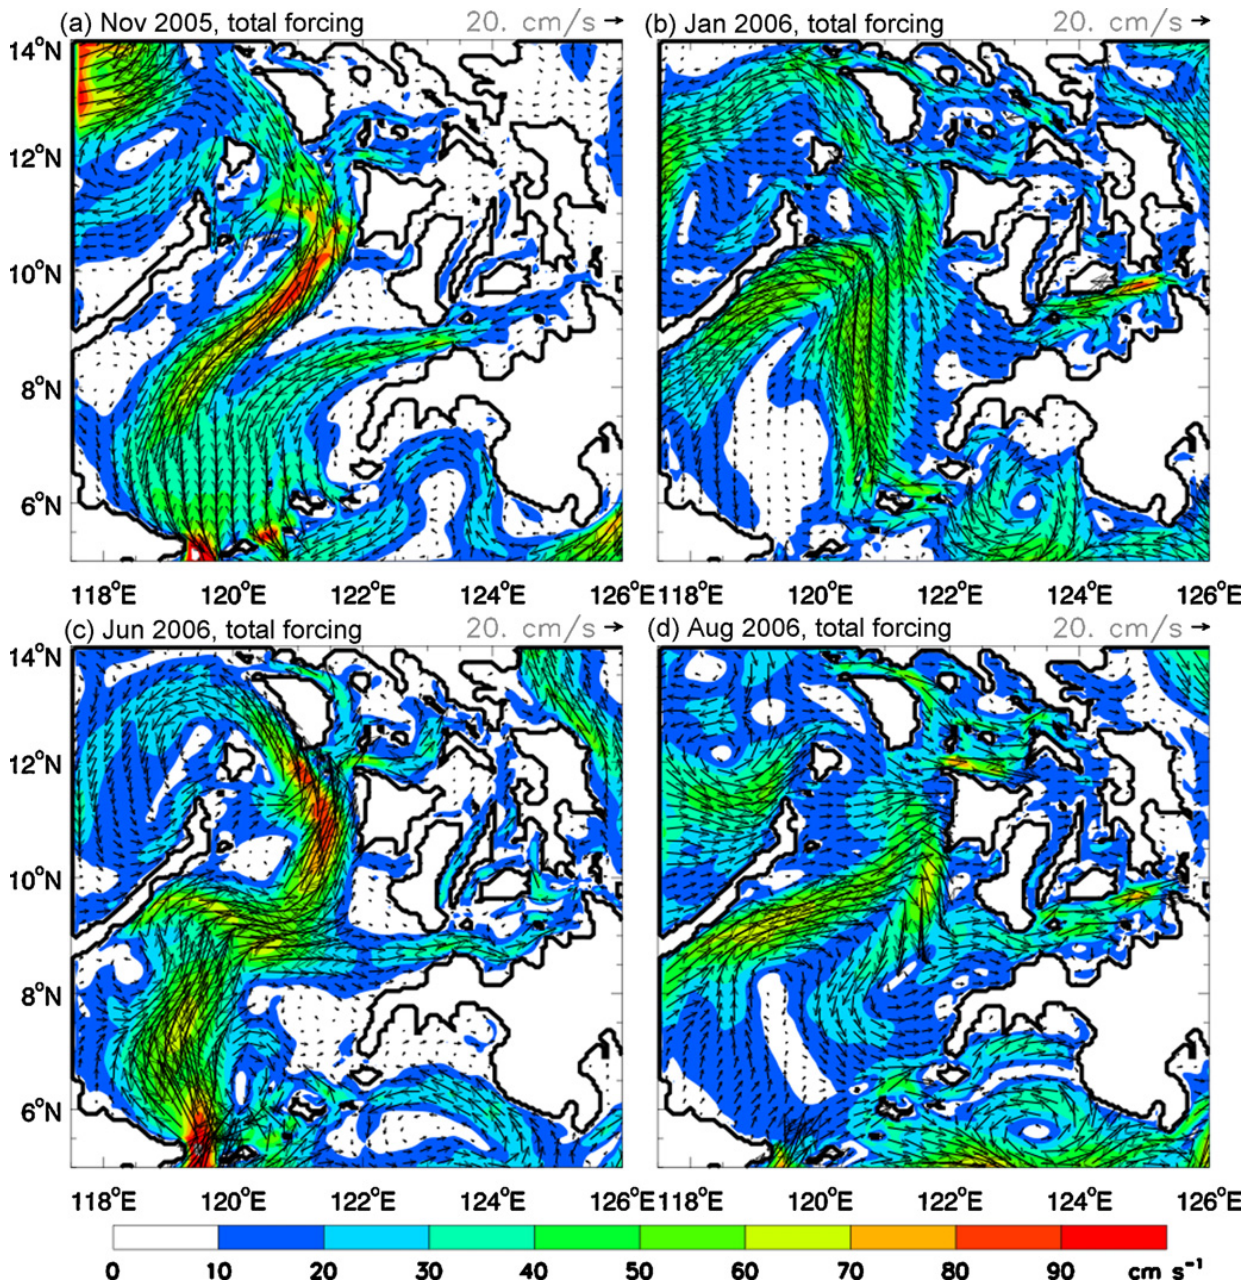 (a) Nov 2005, total forcing 20. cm/s
(b) Jan 2006, total forcing 20. cm/s
14°N
12°N
10°N
8°N
6°N
118°E 120°E 122°E 124°E 126°E
118°E 120°E 122°E 124°E 126°E
(c) Jun 2006, total forcing 20. cm/s
(d) Aug 2006, total forcing 20. cm/s
14°N
12°N
10°N
8°N
6°N
118°E 120°E 122°E 124°E 126°E
118°E 120°E 122°E 124°E 126°E
0 10 20 30 40 50 60 70 80 90 cm s⁻¹